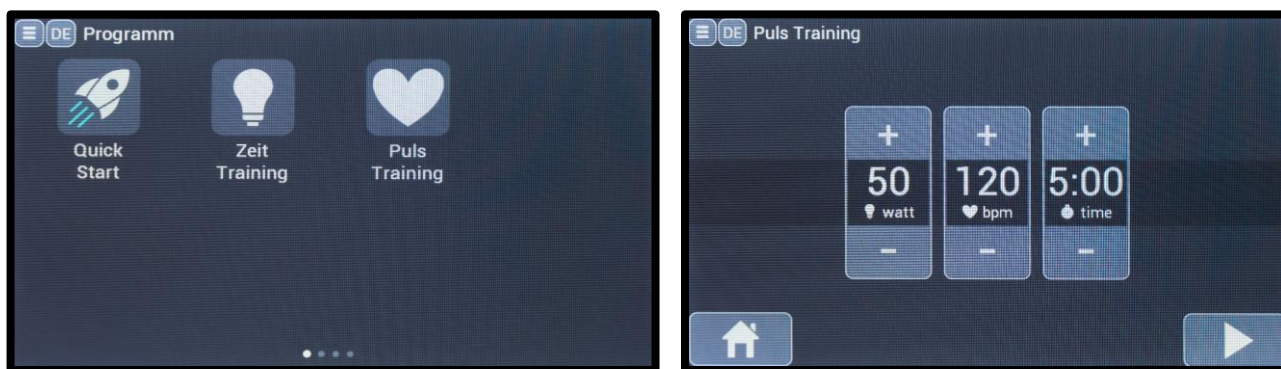 DE Programm
Quick
Start
Zeit
Training
Puls
Training
DE Puls Training
+ + +
50 120 5:00
watt bpm time
- - -